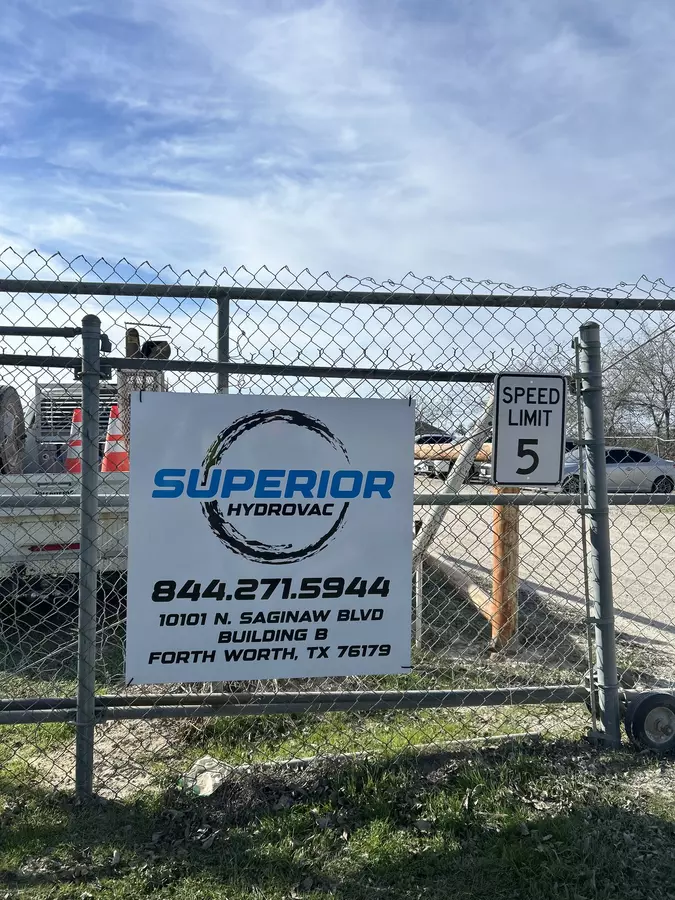 SUPERIOR
HYDROVAC
844.271.5944
10101 N. SAGINAW BLVD
BUILDING B
FORTH WORTH, TX 76179
SPEED
LIMIT
5